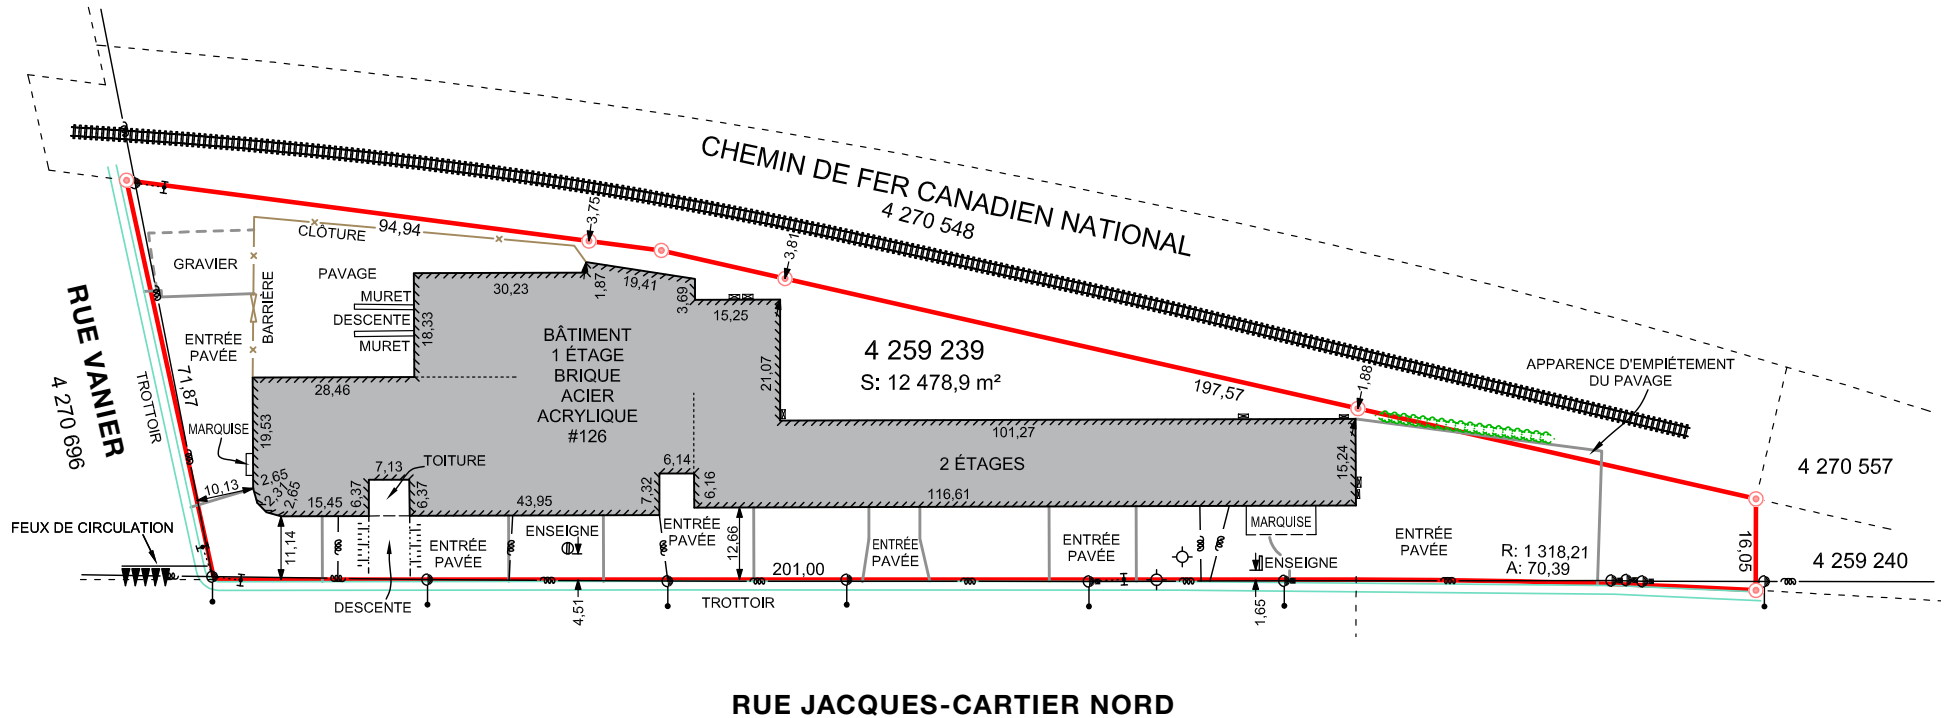 CHEMIN DE FER CANADIEN NATIONAL
4 270 548
3,75
3,81
94,94
CLÔTURE
GRAVIER
PAVAGE
BARRIÈRE
MURET
DESCENTE
MURET
ENTRÉE
PAVÉE
RUE VANIER
4 270 696
TROTTOIR
71,87
30,23
1,87
19,41
3,69
15,25
18,33
21,07
BÂTIMENT
1 ÉTAGE
BRIQUE
ACIER
ACRYLIQUE
#126
4 259 239
S: 12 478,9 m²
197,57
1,88
APPARENCE D'EMPIÉTEMENT
DU PAVAGE
28,46
19,53
MARQUISE
10,13
2,65
2,31
2,65
15,45
6,37
7,13
6,37
TOITURE
43,95
7,32
6,14
6,16
101,27
2 ÉTAGES
116,61
15,24
4 270 557
FEUX DE CIRCULATION
11,14
ENTRÉE
PAVÉE
ENSEIGNE
ENTRÉE
PAVÉE
12,66
ENTRÉE
PAVÉE
ENTRÉE
PAVÉE
MARQUISE
ENSEIGNE
ENTRÉE
PAVÉE
R: 1 318,21
A: 70,39
16,05
4 259 240
201,00
DESCENTE
4,51
TROTTOIR
1,65
RUE JACQUES-CARTIER NORD